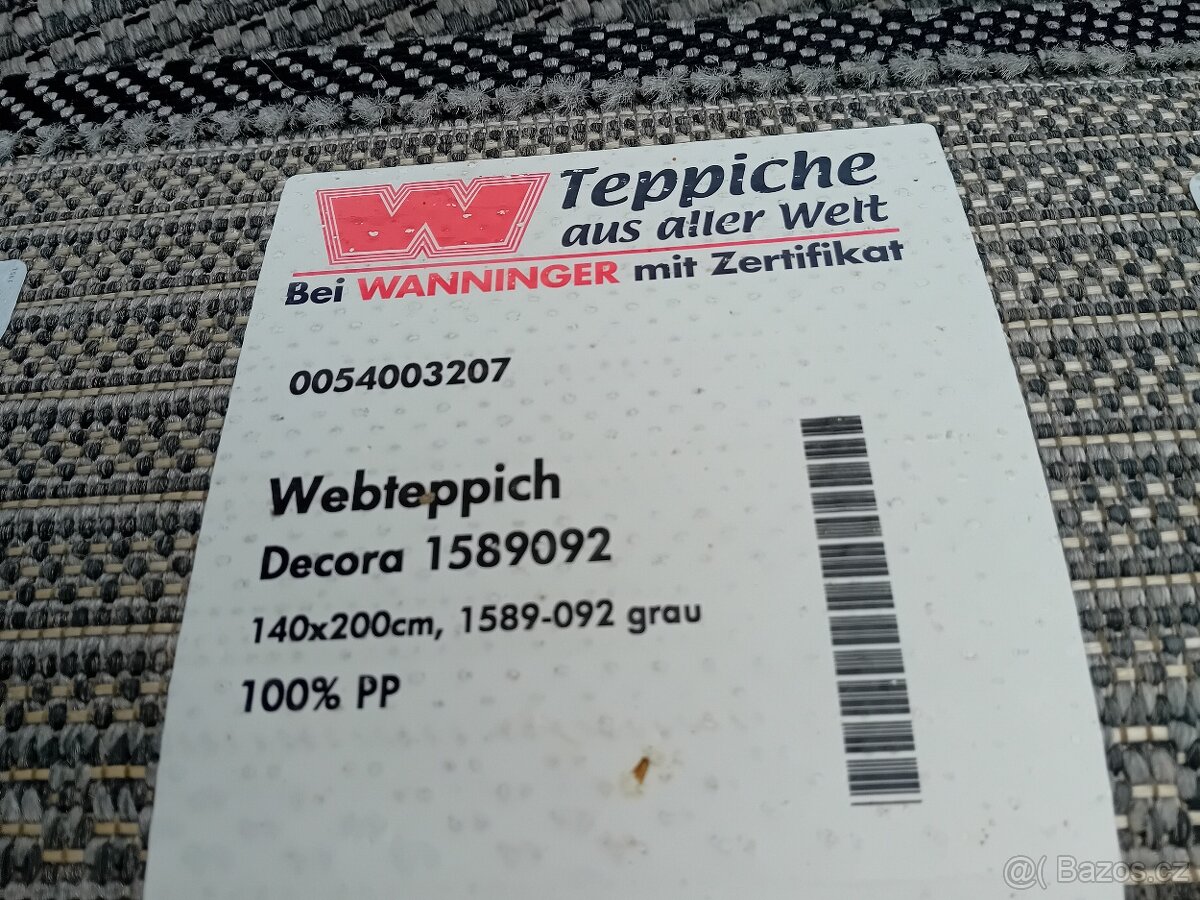 W Teppiche
aus aller Welt
Bei WANNINGER mit Zertifikat
0054003207
Webteppich
Decora 1589092
140x200cm, 1589-092 grau
100% PP
@( Bazos.cz